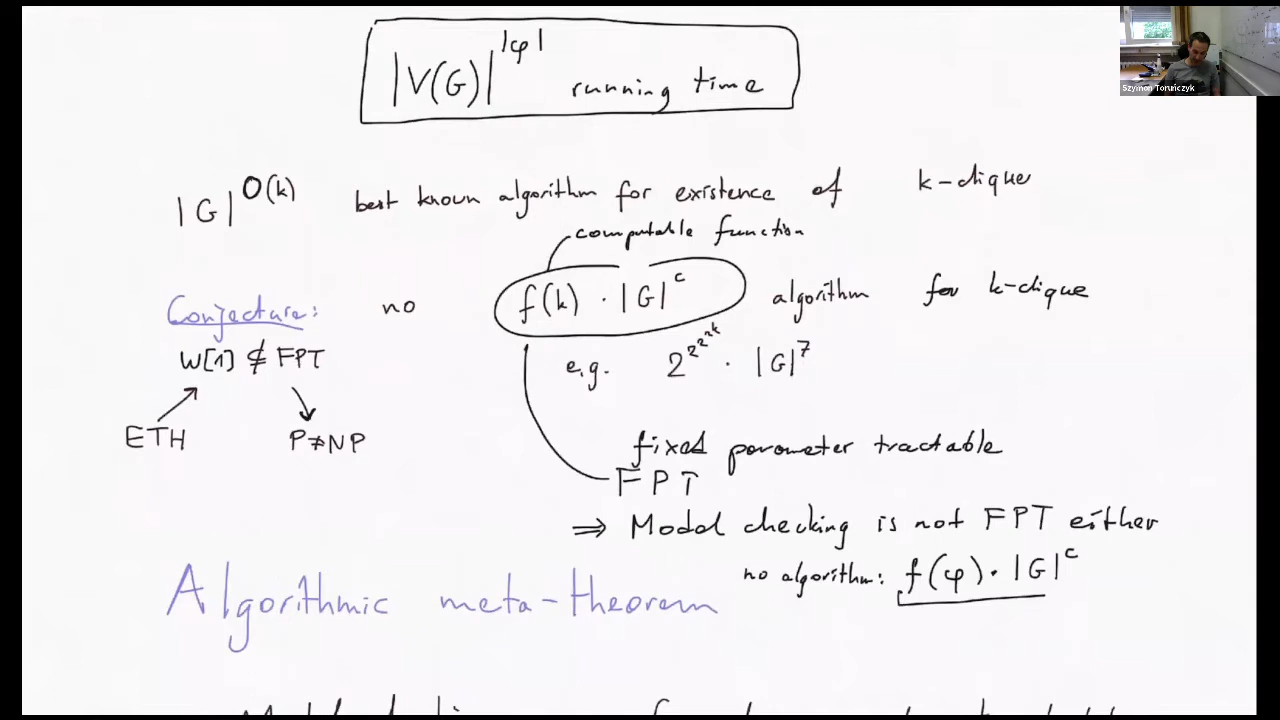 |V(G)|^|φ| running time
|G|^O(k) best known algorithm for existence of k-clique
computable function
Conjecture: no f(k) · |G|^c algorithm for k-clique
W[1] ⊈ FPT e.g. 2^2^2^2^k · |G|^7
ETH P≠NP
fixed parameter tractable
FPT
⇒ Model checking is not FPT either
no algorithm: f(φ) · |G|^c
Algorithmic meta-theorem
Szymon Toruńczyk